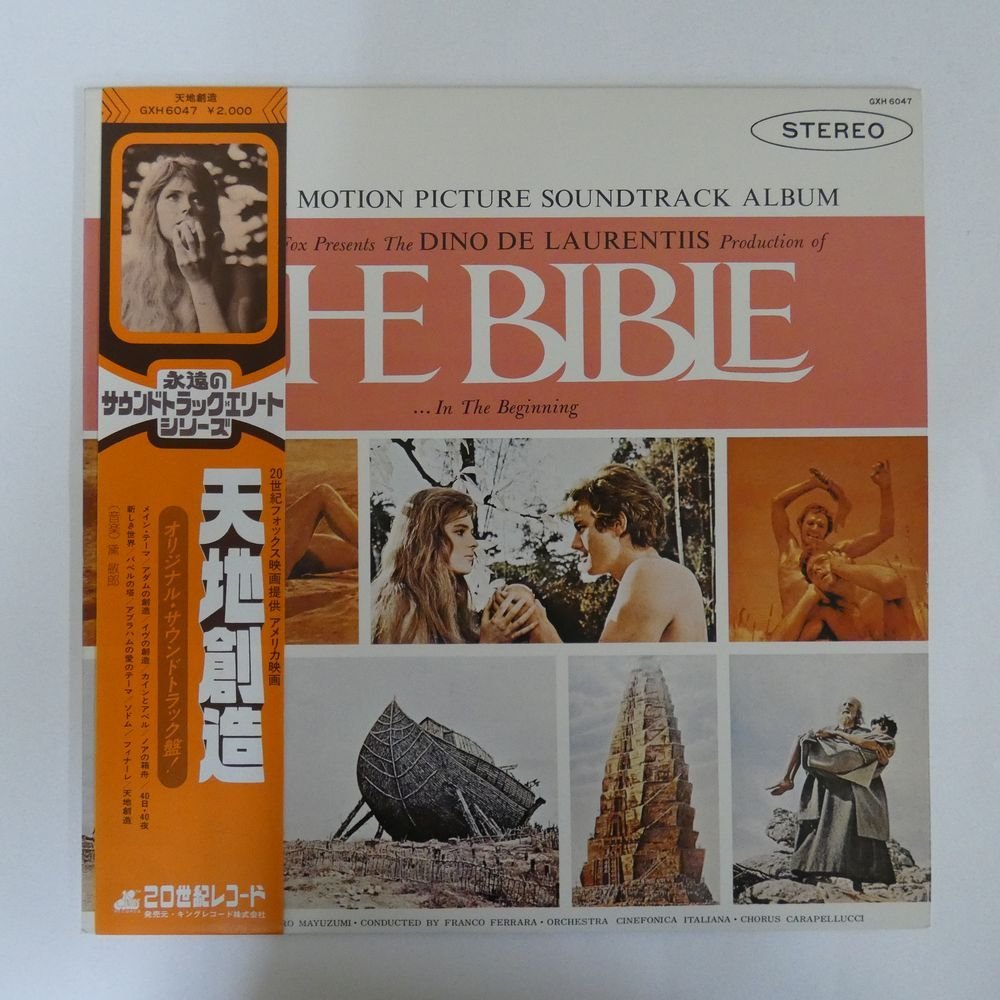 天地創造
GXH6047 ¥2,000
永遠の
サウンドトラック・エリート
シリーズ
20世紀フォックス映画提供 アメリカ映画
天地創造
オリジナル・サウンドトラック盤！
メイン・テーマ／アダムの創造／イヴの創造／カインとアベル／ノアの箱舟／40日・40夜
新しき世界／バベルの塔／アブラハムの愛のテーマ／ソドム／フィナーレ／天地創造
（音楽）黛 敏郎
20世紀レコード
発売元・キングレコード株式会社
GXH 6047
STEREO
MOTION PICTURE SOUNDTRACK ALBUM
Fox Presents The DINO DE LAURENTIIS Production of
HE BIBLE
...In The Beginning
RO MAYUZUMI · CONDUCTED BY FRANCO FERRARA · ORCHESTRA CINEFONICA ITALIANA · CHORUS CARAPELLUCCI